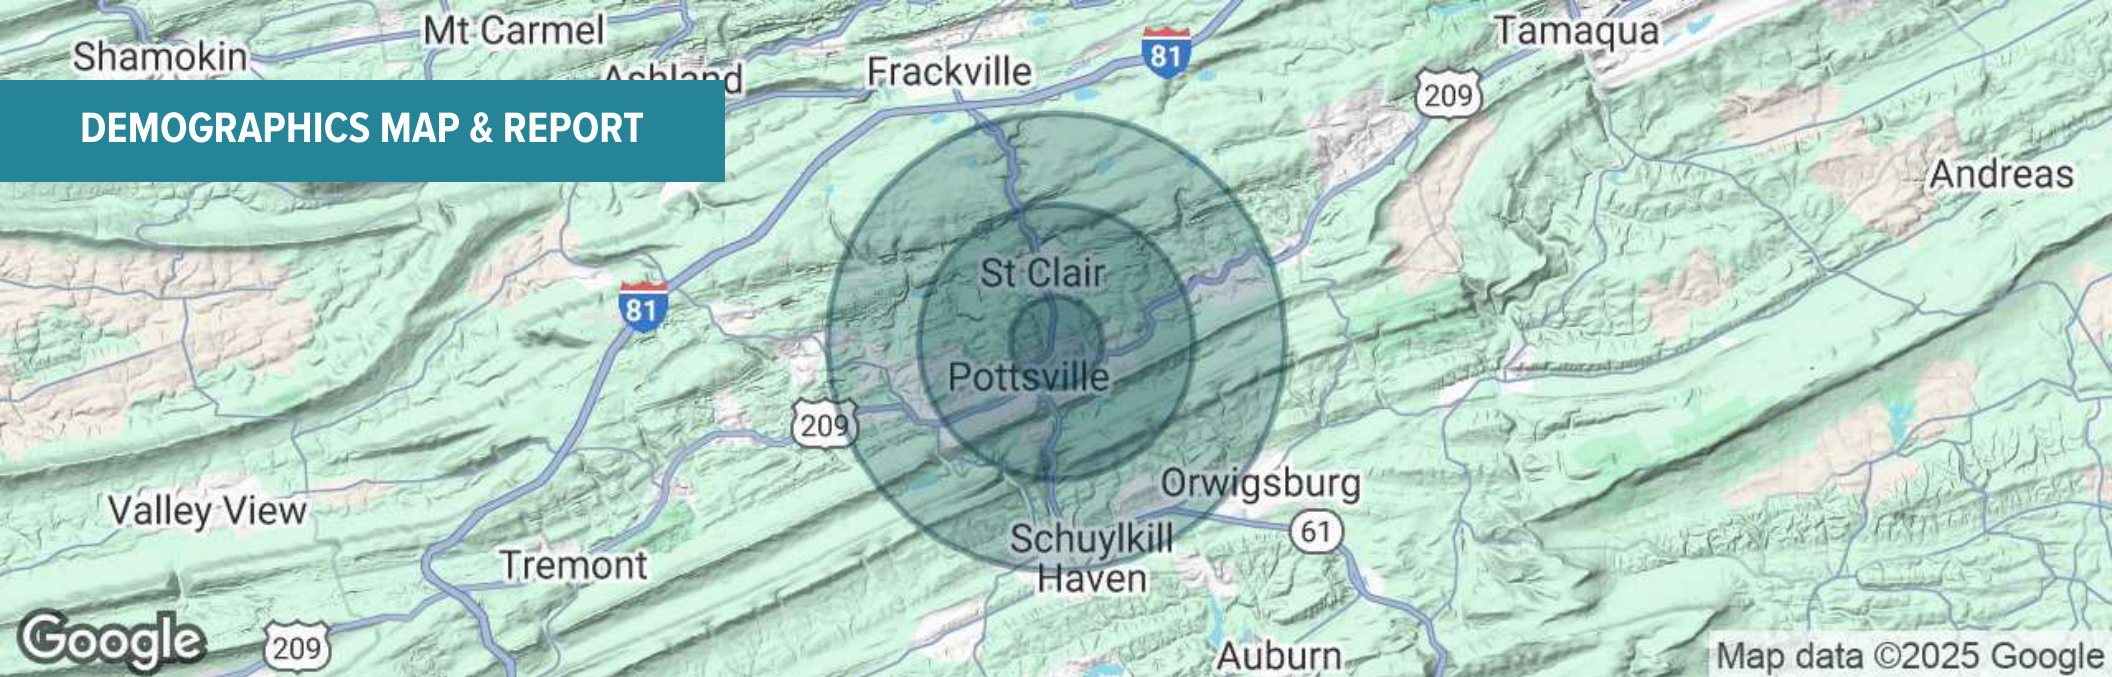 Mt Carmel
Tamaqua
Shamokin
81
Frackville
Ashland
209
DEMOGRAPHICS MAP & REPORT
Andreas
St Clair
81
Pottsville
209
Orwigsburg
Valley View
61
Schuylkill
Haven
Tremont
Google
209
Auburn
Map data ©2025 Google